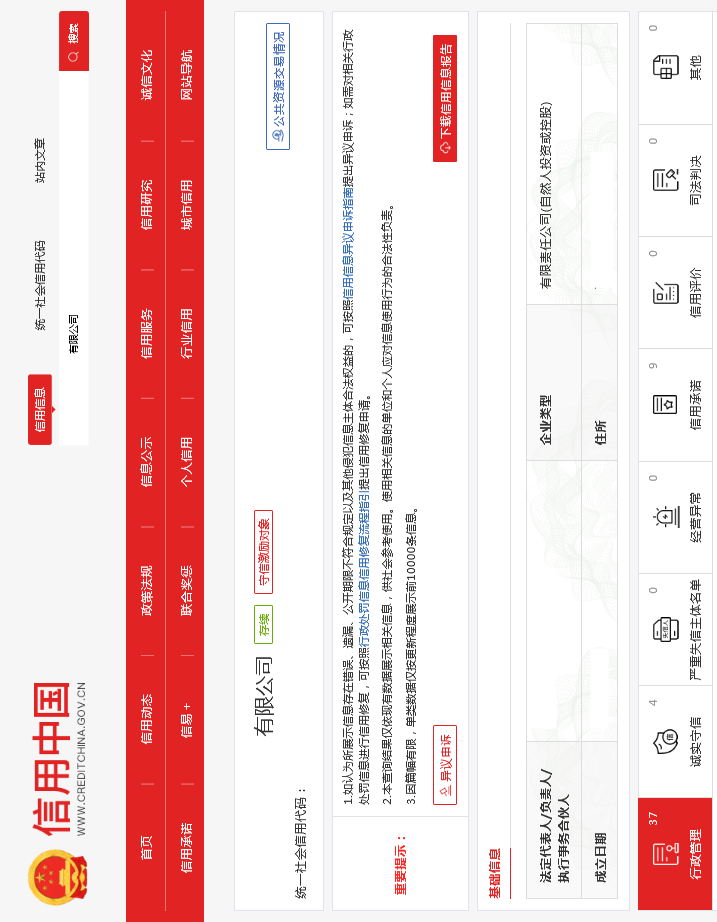 信用中国
WWW.CREDITCHINA.GOV.CN
信用信息
统一社会信用代码
站内文章
有限公司
搜索
首页
信用动态
政策法规
信息公示
信用服务
信用研究
诚信文化
信用承诺
信易+
联合奖惩
个人信用
行业信用
城市信用
网站导航
有限公司
存续
守信激励对象
公共资源交易情况
统一社会信用代码：
重要提示：
1.如认为所展示信息存在错误、遗漏、公开期限不符合规定以及其他侵犯信息主体合法权益的，可按照信用信息异议申诉指南提出异议申诉；如需对相关行政
处罚信息进行信用修复，可按照行政处罚信息信用修复流程指引提出信用修复申请。
2.本查询结果仅依现有数据展示相关信息，供社会参考使用。使用相关信息的单位和个人应对信息使用行为的合法性负责。
3.因篇幅有限，单类数据仅按更新程度展示前10000条信息。
异议申诉
下载信用信息报告
基础信息
法定代表人/负责人/
执行事务合伙人
企业类型
有限责任公司(自然人投资或控股)
成立日期
住所
行政管理
37
诚实守信
4
严重失信主体名单
0
经营异常
0
信用承诺
9
信用评价
0
司法判决
0
其他
0